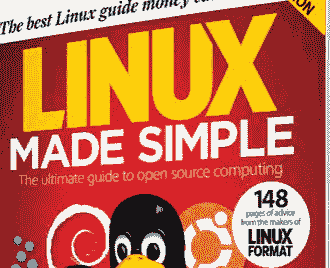 The best Linux guide money
LINUX
MADE SIMPLE
The ultimate guide to open source computing
148
pages of advice
from the makers of
LINUX
FORMAT